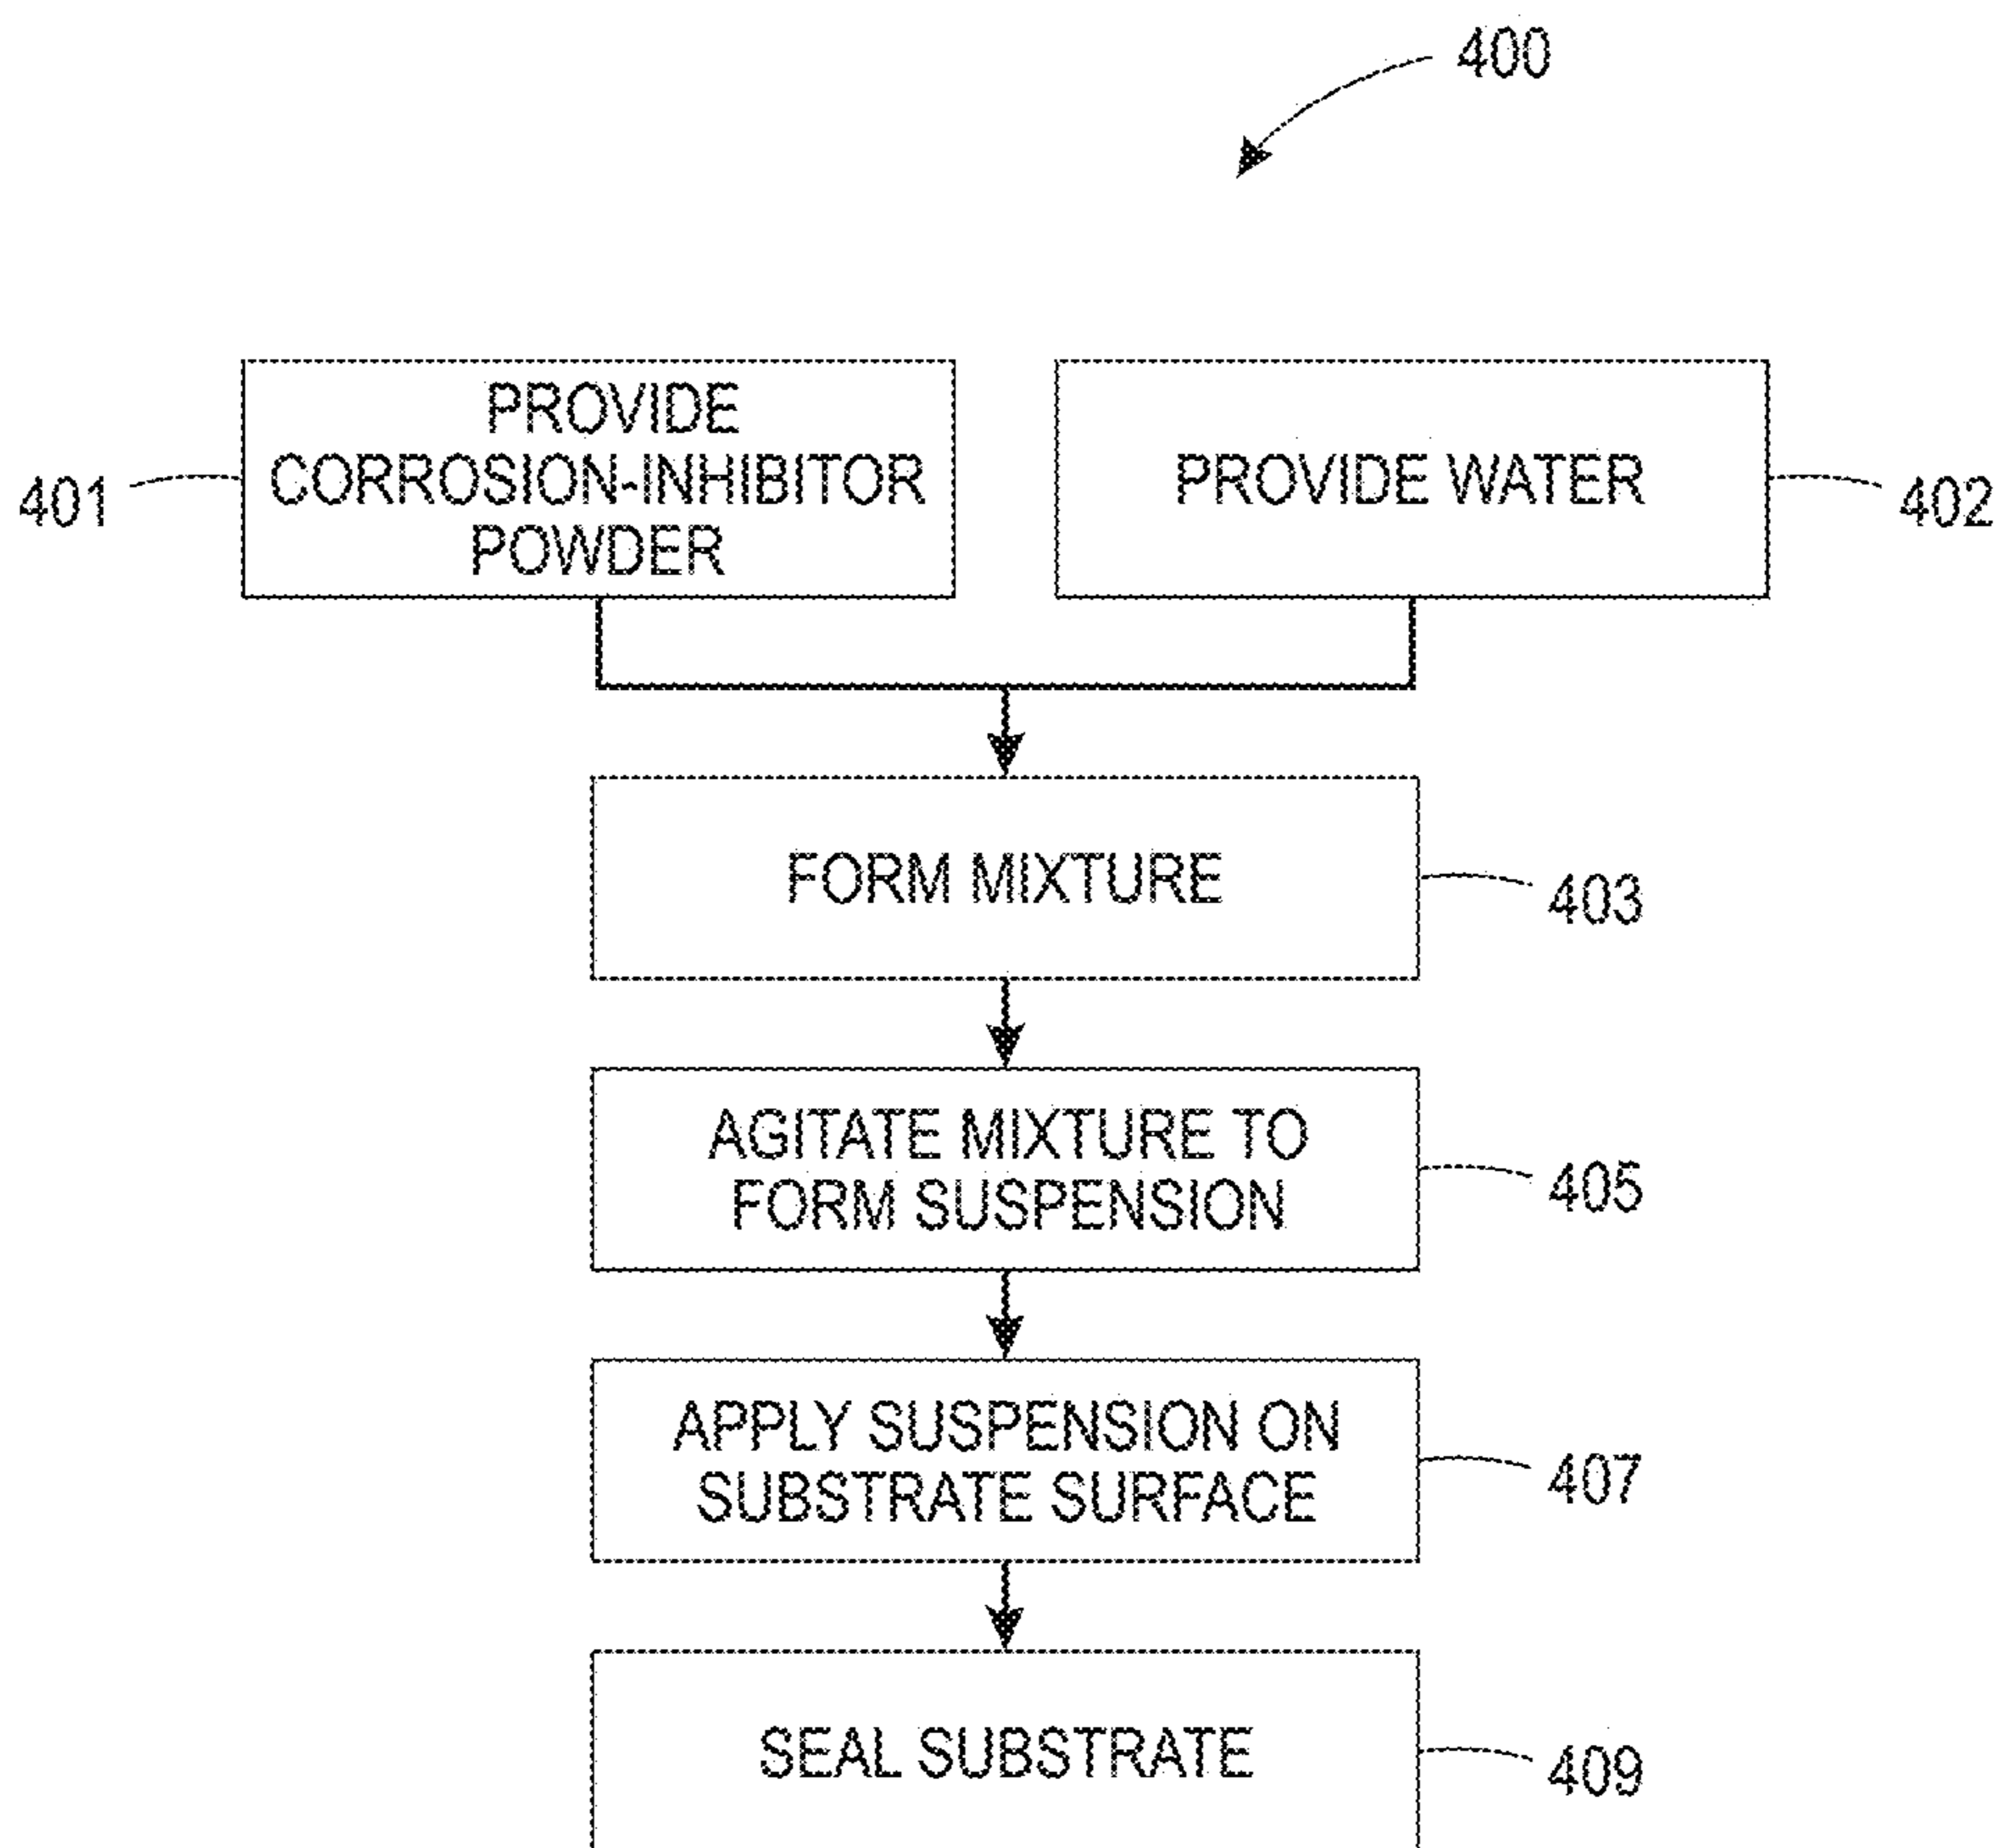 400
PROVIDE
CORROSION-INHIBITOR
POWDER
401
PROVIDE WATER
402
FORM MIXTURE
403
AGITATE MIXTURE TO
FORM SUSPENSION
405
APPLY SUSPENSION ON
SUBSTRATE SURFACE
407
SEAL SUBSTRATE
409